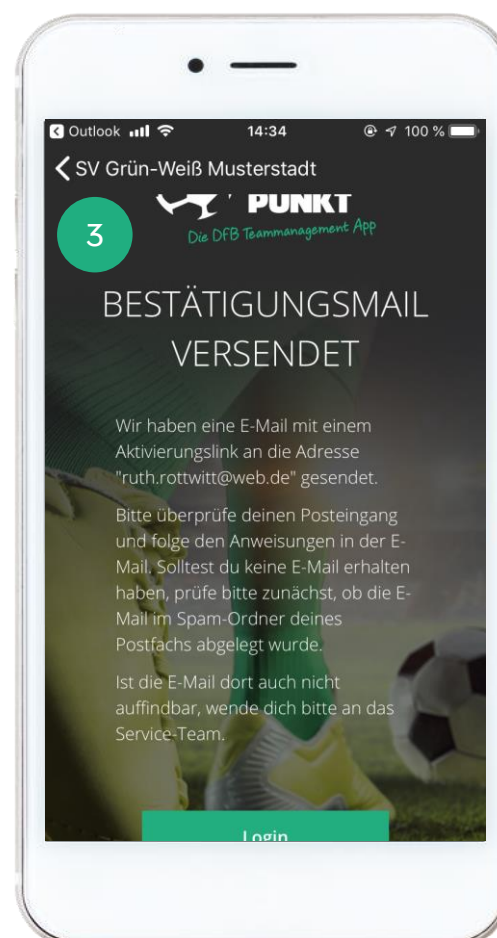 Outlook 14:34 100 %
SV Grün-Weiß Musterstadt
3
PUNKT
Die DFB Teammanagement App
BESTÄTIGUNGSMAIL
VERSENDET
Wir haben eine E-Mail mit einem
Aktivierungslink an die Adresse
"ruth.rottwitt@web.de" gesendet.
Bitte überprüfe deinen Posteingang
und folge den Anweisungen in der E-
Mail. Solltest du keine E-Mail erhalten
haben, prüfe bitte zunächst, ob die E-
Mail im Spam-Ordner deines
Postfachs abgelegt wurde.
Ist die E-Mail dort auch nicht
auffindbar, wende dich bitte an das
Service-Team.
Login